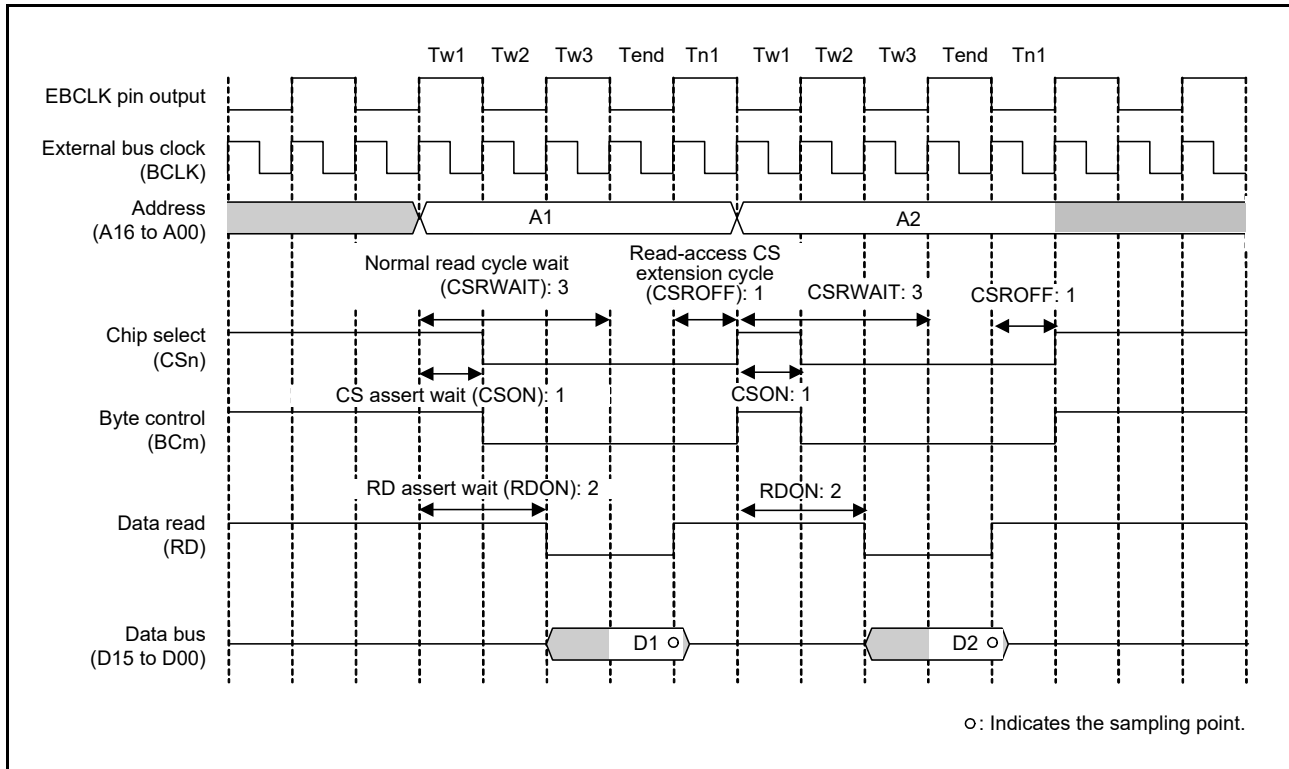 Tw1 Tw2 Tw3 Tend Tn1 Tw1 Tw2 Tw3 Tend Tn1
EBCLK pin output
External bus clock
(BCLK)
Address
(A16 to A00)
A1
A2
Normal read cycle wait
(CSRWAIT): 3
Read-access CS
extension cycle
(CSROFF): 1
CSRWAIT: 3
CSROFF: 1
Chip select
(CSn)
CS assert wait (CSON): 1
CSON: 1
Byte control
(BCm)
RD assert wait (RDON): 2
RDON: 2
Data read
(RD)
Data bus
(D15 to D00)
D1
D2
: Indicates the sampling point.